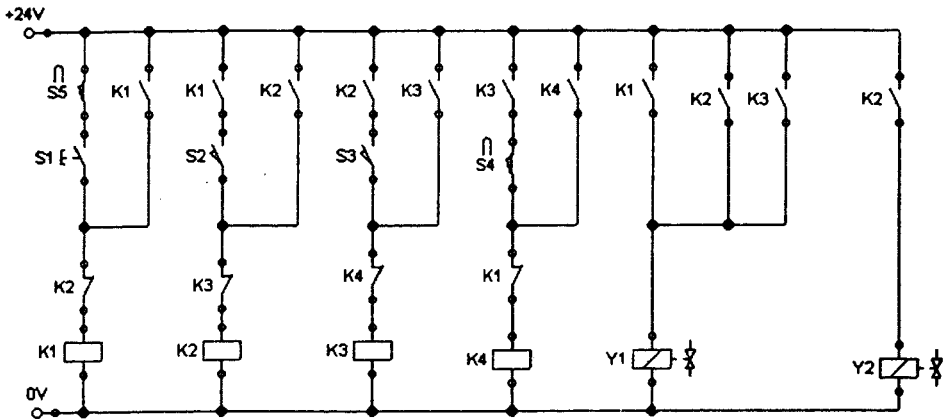 +24V
S5 K1 K1 K2 K2 K3 K3 K4 K1 K2 K3 K2
S1 S2 S3 S4
K2 K3 K4 K1
K1 K2 K3 K4 Y1 Y2
0V